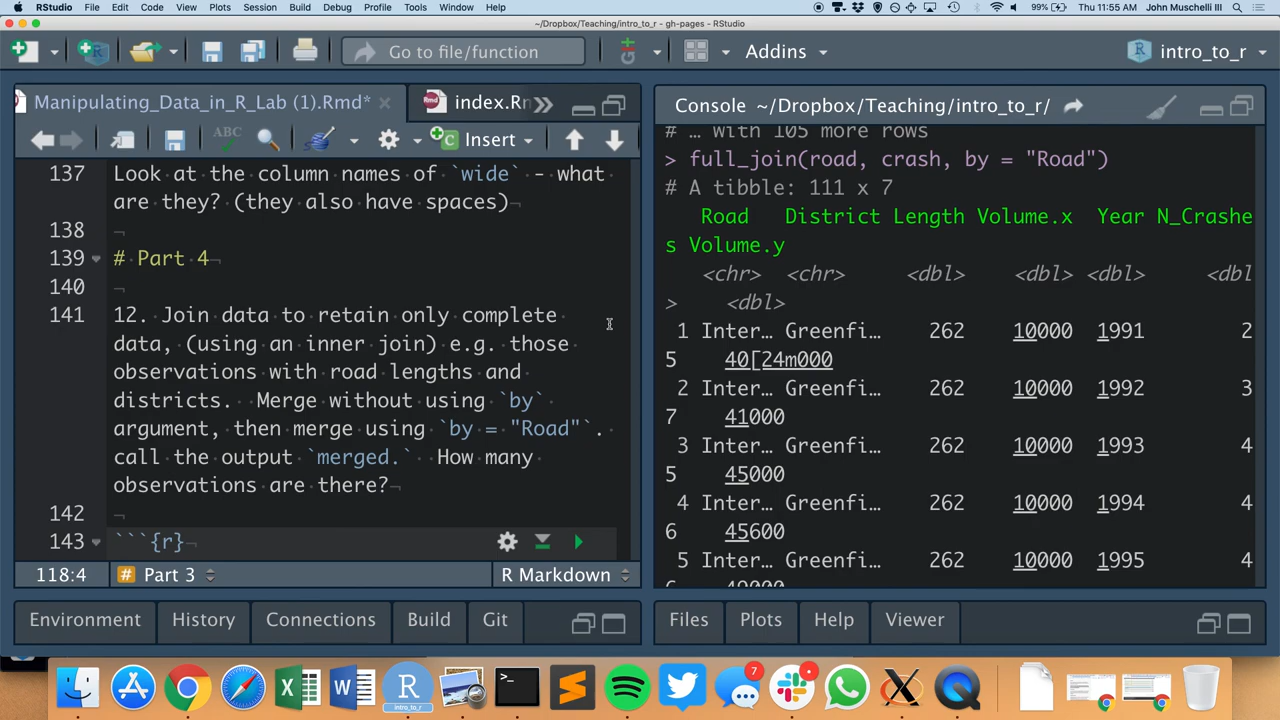 RStudio File Edit Code View Plots Session Build Debug Profile Tools Window Help 99% Thu 11:55 AM John Muschelli III
~/Dropbox/Teaching/intro_to_r - gh-pages - RStudio
Go to file/function Addins intro_to_r
Manipulating_Data_in_R_Lab (1).Rmd* index.Rn
Insert
137 Look at the column names of `wide` - what
are they? (they also have spaces)¬
138 ¬
139 # Part 4¬
140 ¬
141 12. Join data to retain only complete
data, (using an inner join) e.g. those
observations with road lengths and
districts. Merge without using `by`
argument, then merge using `by = "Road"`.
call the output `merged.` How many
observations are there?¬
142 ¬
143 ```{r}¬
118:4 # Part 3 R Markdown
Console ~/Dropbox/Teaching/intro_to_r/
# … with 105 more rows
> full_join(road, crash, by = "Road")
# A tibble: 111 x 7
Road District Length Volume.x Year N_Crashe
s Volume.y
<chr> <chr> <dbl> <dbl> <dbl> <dbl
> <dbl>
1 Inter… Greenfi… 262 10000 1991 2
5 40[24m000
2 Inter… Greenfi… 262 10000 1992 3
7 41000
3 Inter… Greenfi… 262 10000 1993 4
5 45000
4 Inter… Greenfi… 262 10000 1994 4
6 45600
5 Inter… Greenfi… 262 10000 1995 4
Environment History Connections Build Git
Files Plots Help Viewer
intro_to_r
7